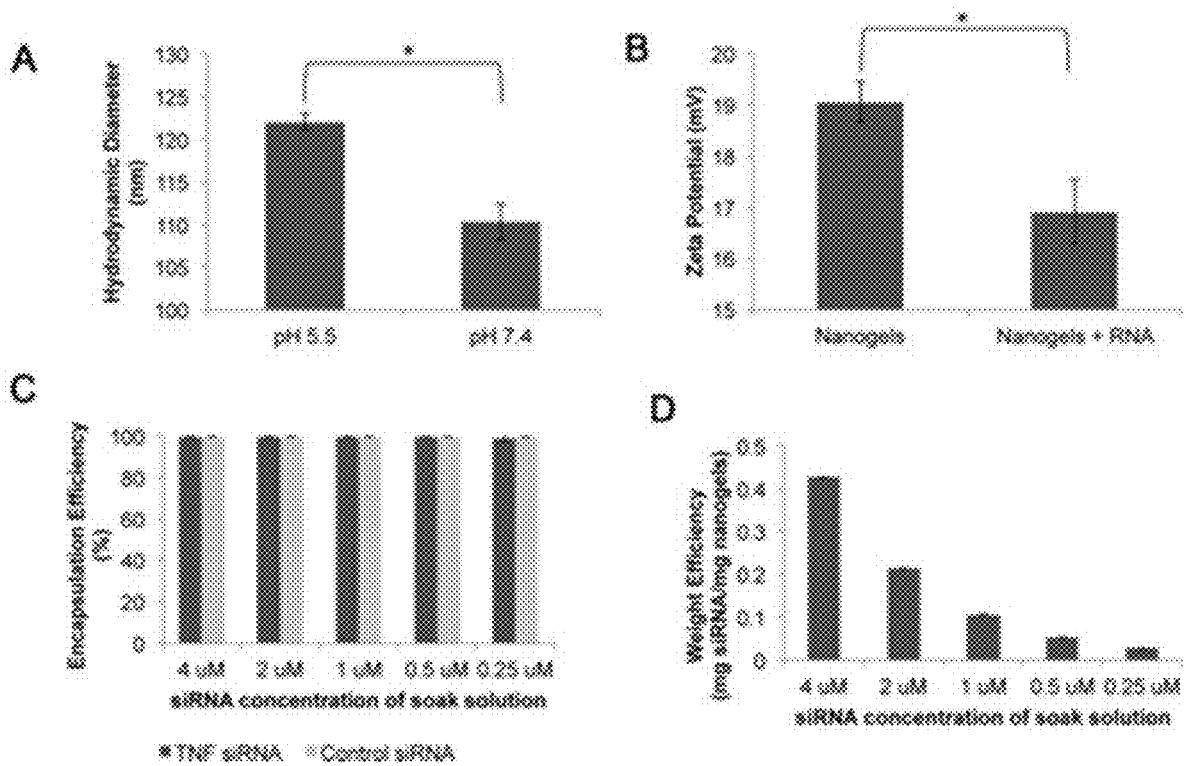 A
*
130
125
120
115
110
105
100
Hydrodynamic Diameter
(nm)
pH 5.5
pH 7.4
B
*
20
19
18
17
16
15
Zeta Potential (mV)
Nanogels
Nanogels + RNA
C
100
80
60
40
20
0
Encapsulation Efficiency
(%)
4 uM
2 uM
1 uM
0.5 uM
0.25 uM
siRNA concentration of soak solution
TNF siRNA
Control siRNA
D
0.5
0.4
0.3
0.2
0.1
0
Weight Efficiency
(mg siRNA/mg nanogels)
4 uM
2 uM
1 uM
0.5 uM
0.25 uM
siRNA concentration of soak solution